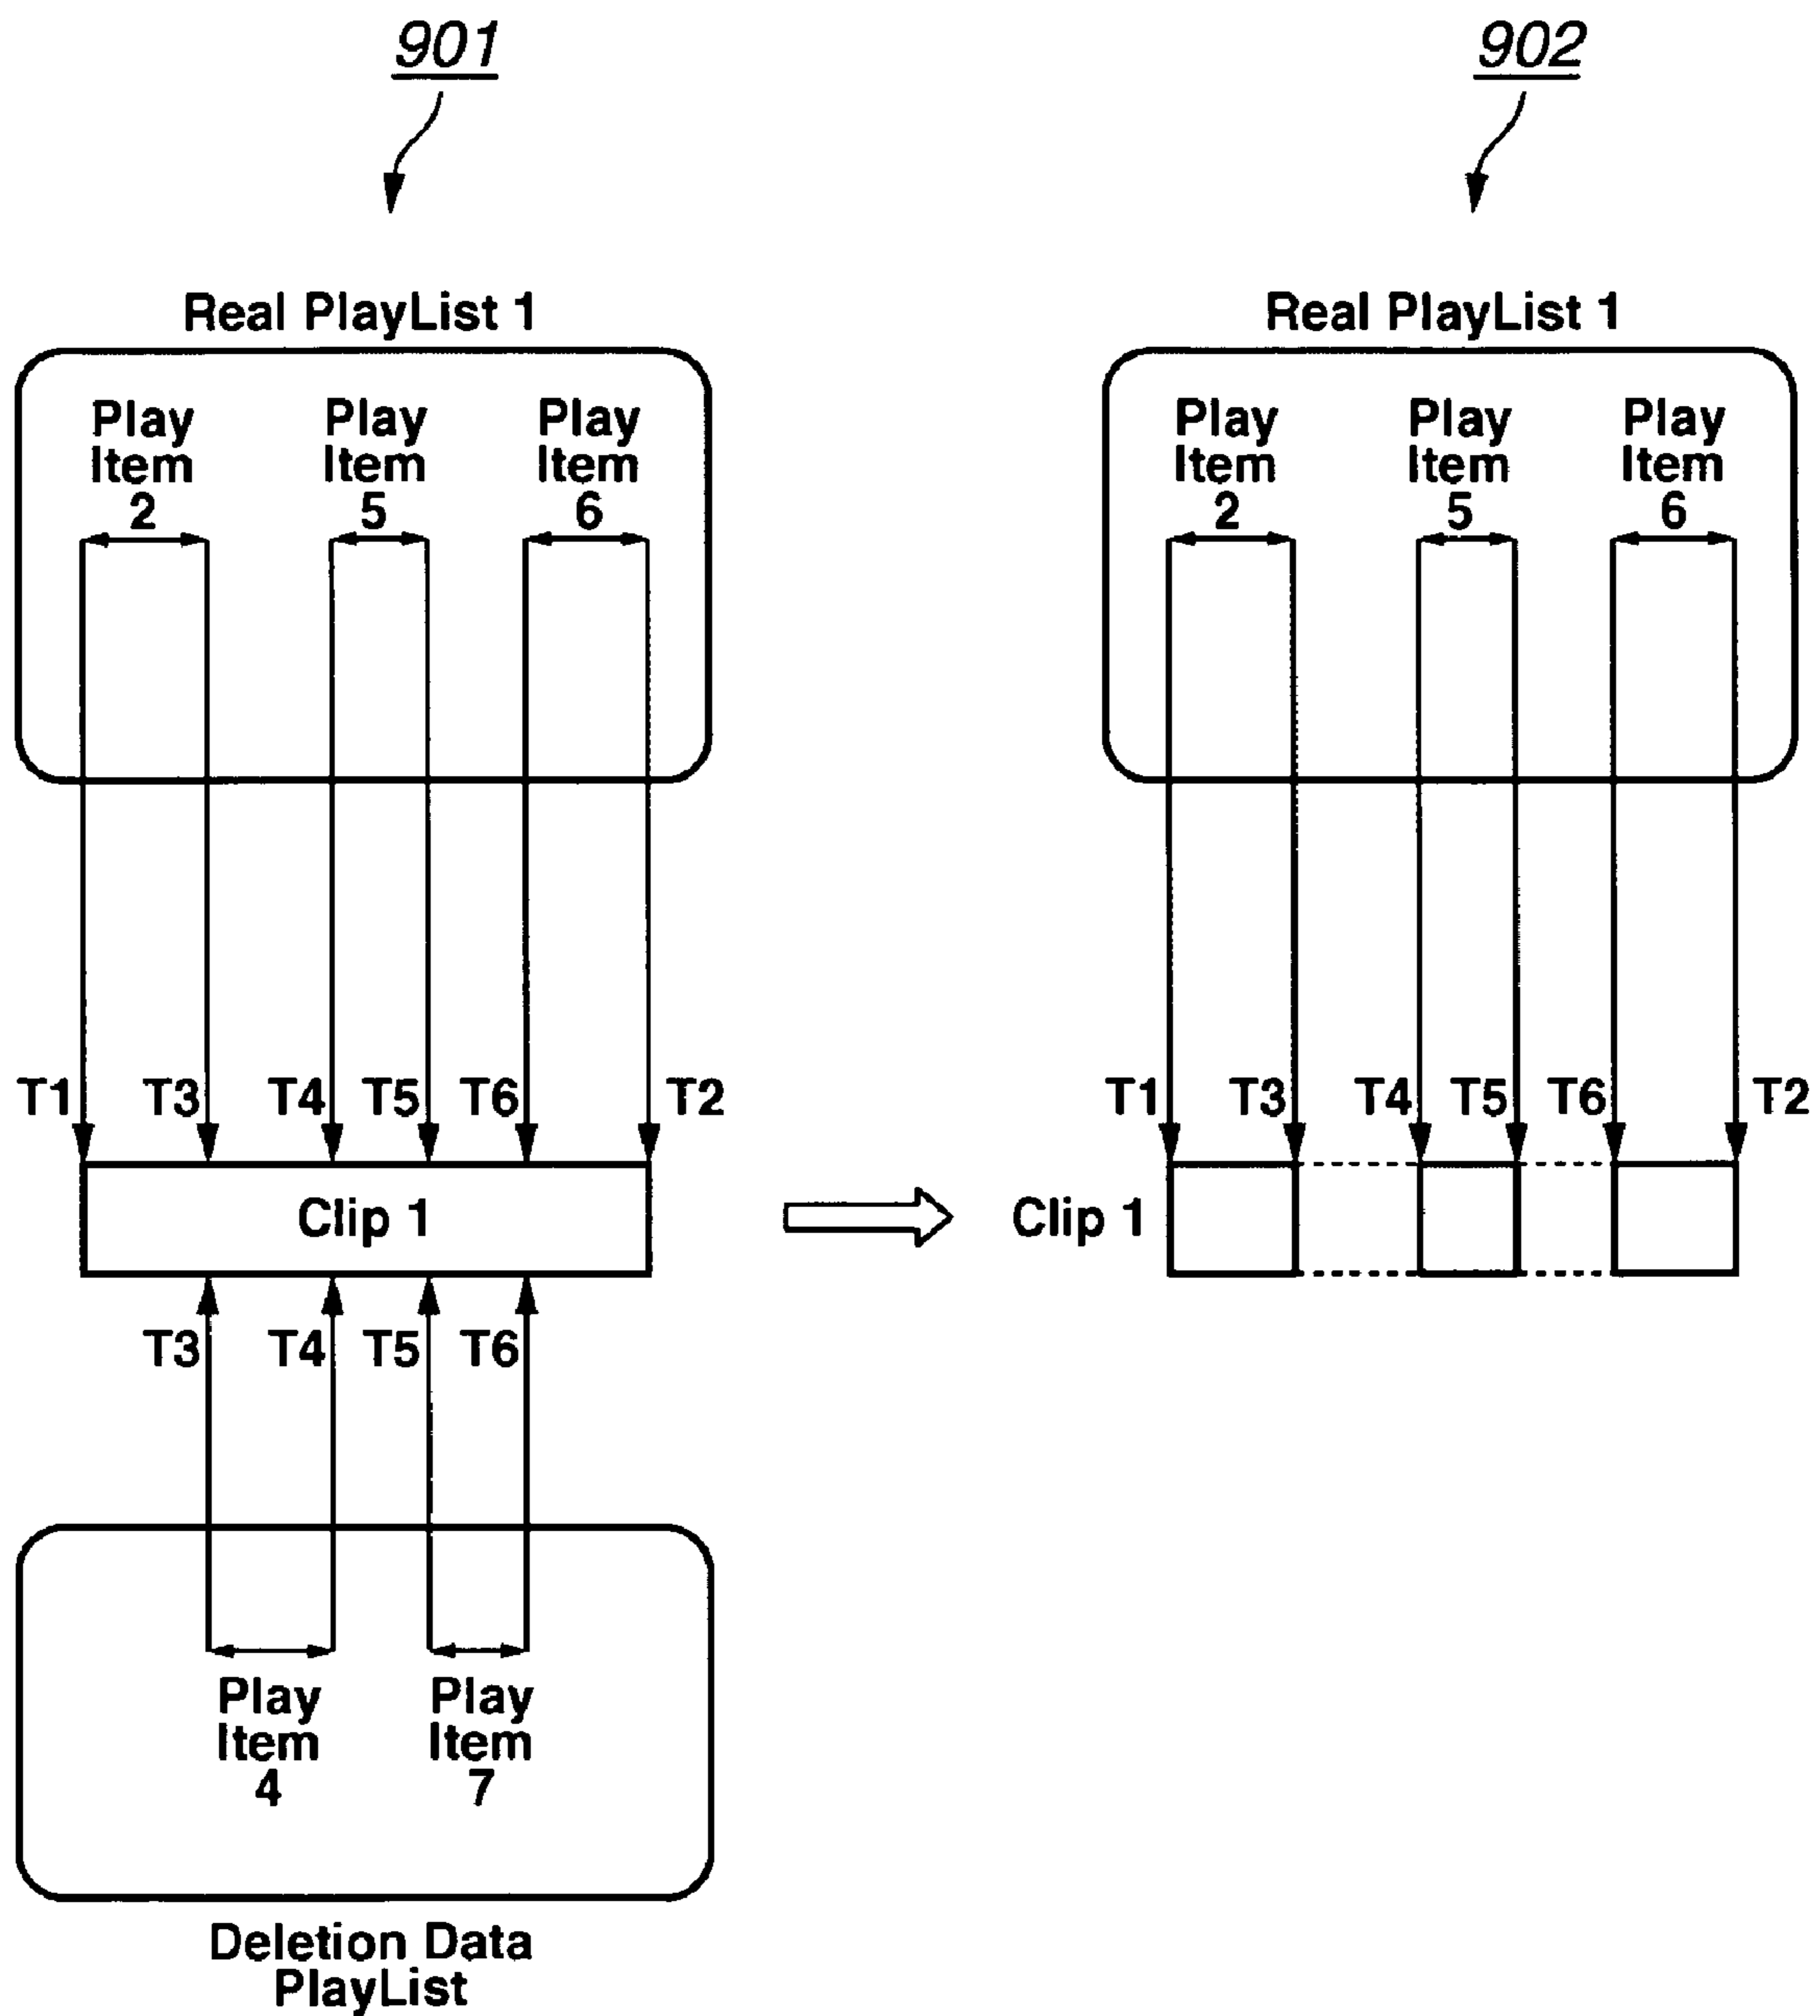 901
902
Real PlayList 1
Real PlayList 1
Play Item 2
Play Item 5
Play Item 6
Play Item 2
Play Item 5
Play Item 6
T1 T3 T4 T5 T6 T2
T1 T3 T4 T5 T6 T2
Clip 1
Clip 1
T3 T4 T5 T6
Play Item 4
Play Item 7
Deletion Data
PlayList